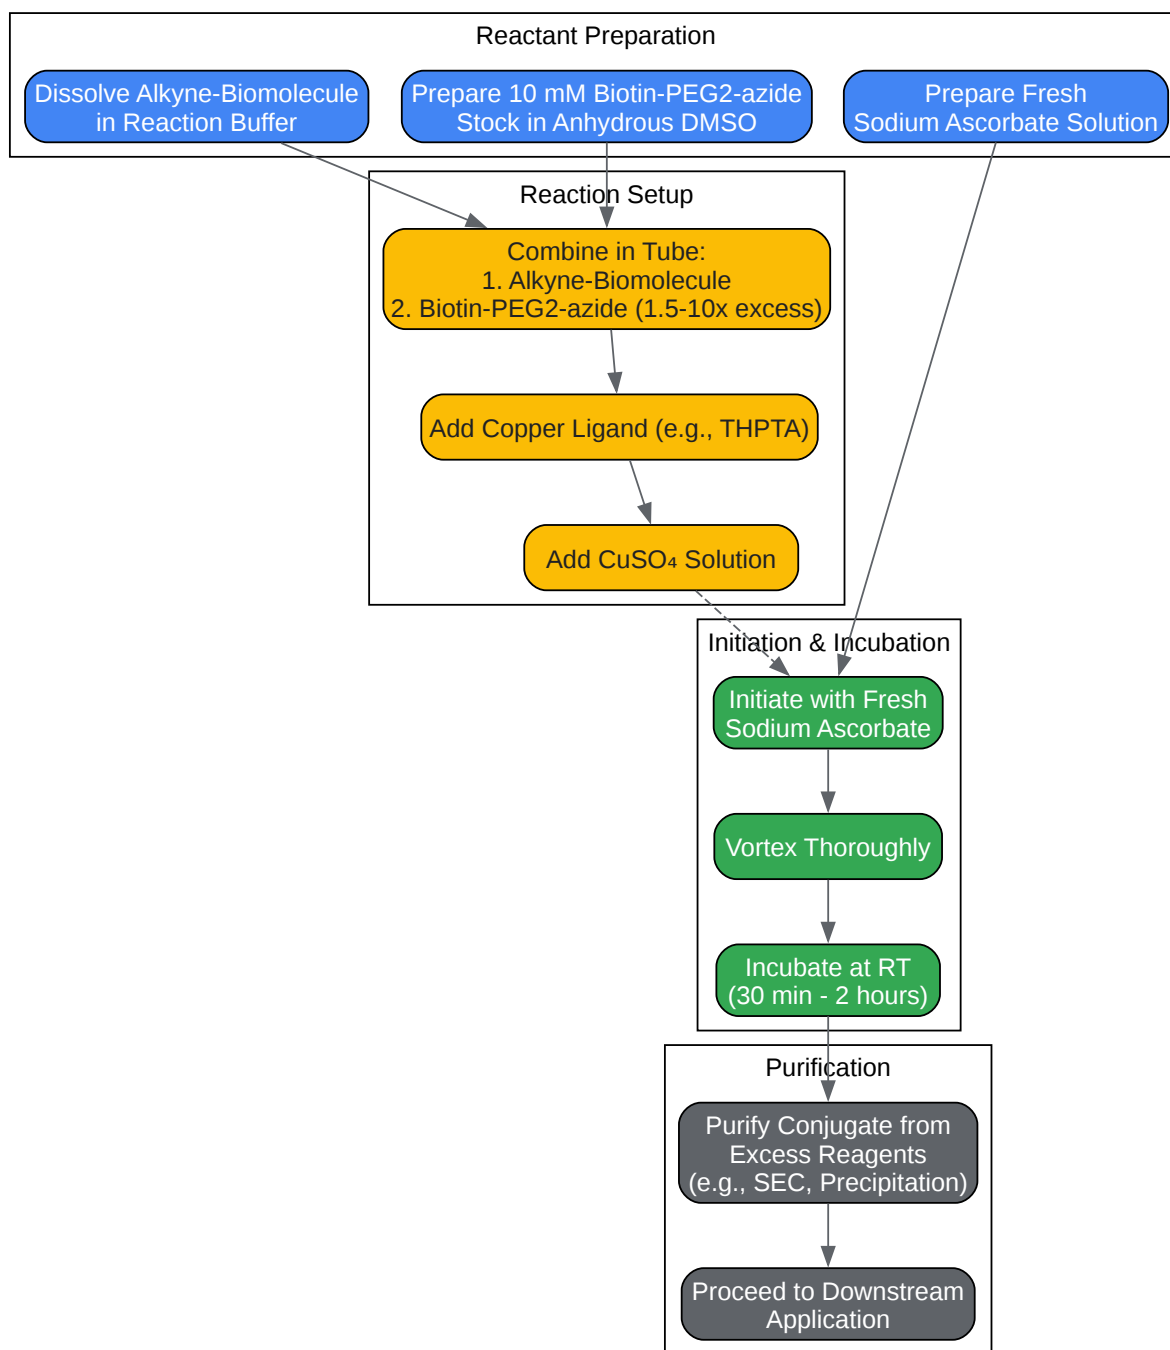 Reactant Preparation
Dissolve Alkyne-Biomolecule
in Reaction Buffer
Prepare 10 mM Biotin-PEG2-azide
Stock in Anhydrous DMSO
Prepare Fresh
Sodium Ascorbate Solution
Reaction Setup
Combine in Tube:
1. Alkyne-Biomolecule
2. Biotin-PEG2-azide (1.5-10x excess)
Add Copper Ligand (e.g., THPTA)
Add CuSO₄ Solution
Initiation & Incubation
Initiate with Fresh
Sodium Ascorbate
Vortex Thoroughly
Incubate at RT
(30 min - 2 hours)
Purification
Purify Conjugate from
Excess Reagents
(e.g., SEC, Precipitation)
Proceed to Downstream
Application